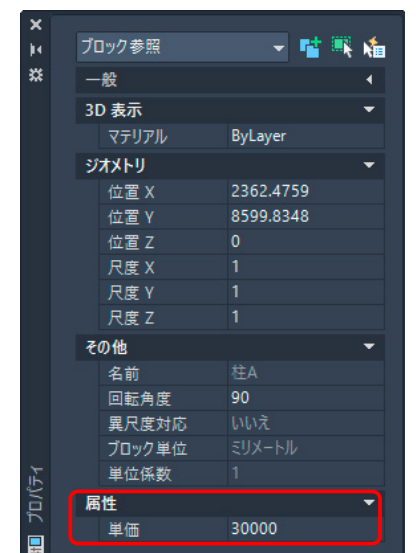 ブロック参照
一般
3D 表示
マテリアル ByLayer
ジオメトリ
位置 X 2362.4759
位置 Y 8599.8348
位置 Z 0
尺度 X 1
尺度 Y 1
尺度 Z 1
その他
名前 柱A
回転角度 90
異尺度対応 いいえ
ブロック単位 ミリメートル
単位係数 1
属性
単価 30000
プロパティ